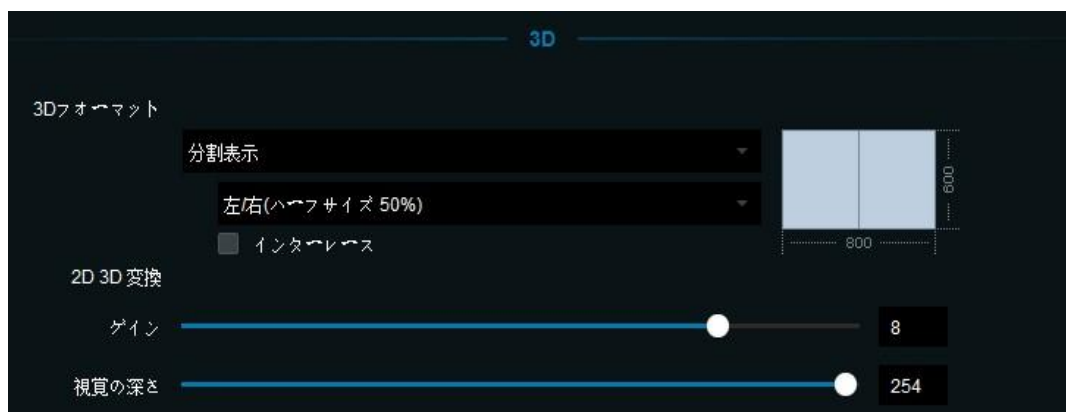 3D
3Dフォーマット
分割表示
左/右(ハーフサイズ 50%)
インターレース
600
800
2D 3D 変換
ゲイン 8
視覚の深さ 254